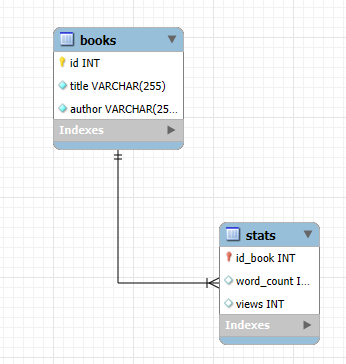 books
id INT
title VARCHAR(255)
author VARCHAR(25...
Indexes
stats
id_book INT
word_count I...
views INT
Indexes